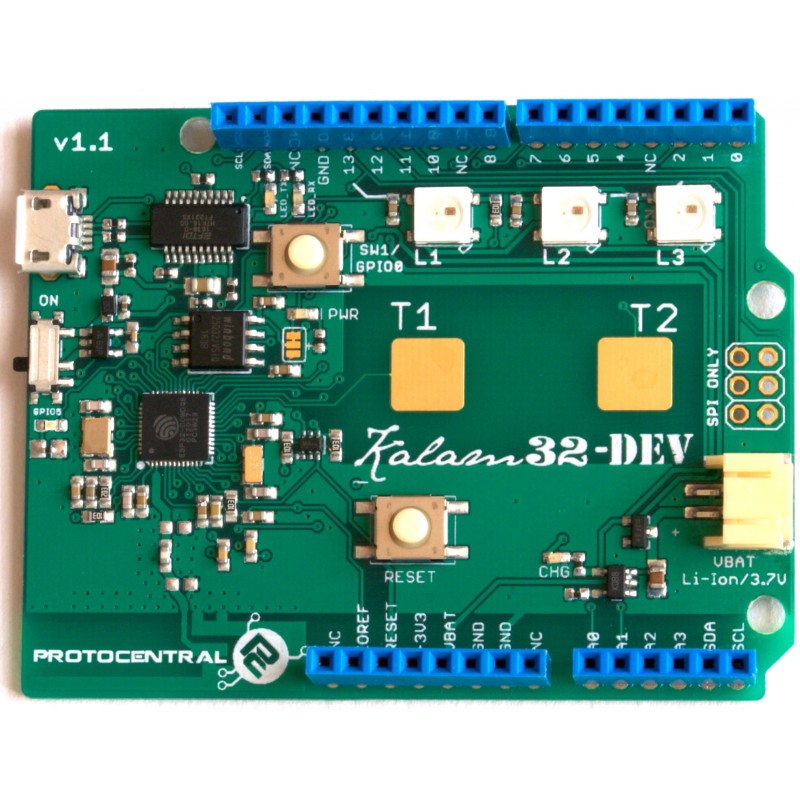 v1.1
SCL
SDA
NC
GND
13
12
11
10
NC
8
7
6
5
4
NC
2
1
0
LED_TX
LED_RX
FTDI
SW1/
GPIO0
L1
L2
L3
ON
PWR
winbond
T1
T2
SPI ONLY
GPIO5
Kalam32-DEV
RESET
CHG
+
VBAT
Li-Ion/3.7V
NC
IOREF
RESET
+3V3
VBAT
GND
GND
NC
A0
A1
A2
A3
SDA
SCL
PROTOCENTRAL